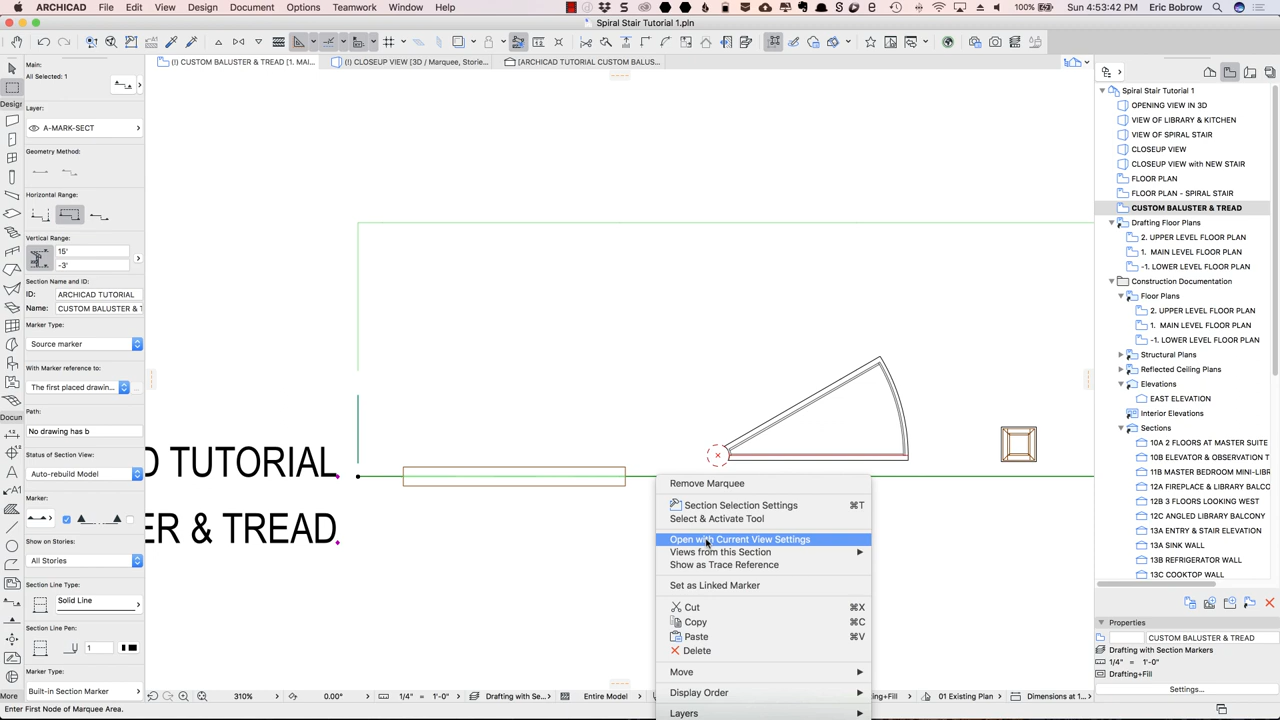 ARCHICAD File Edit View Design Document Options Teamwork Window Help
100% Sun 4:53:42 PM Eric Bobrow
Spiral Stair Tutorial 1.pln
(!) CUSTOM BALUSTER & TREAD [1. MAI...
(!) CLOSEUP VIEW [3D / Marquee, Storie...
[ARCHICAD TUTORIAL CUSTOM BALUS...
Main:
All Selected: 1
Design
Layer:
A-MARK-SECT
Geometry Method:
Horizontal Range:
Vertical Range:
15'
-3'
Section Name and ID:
ID: ARCHICAD TUTORIAL
Name: CUSTOM BALUSTER & T
Marker Type:
Source marker
With Marker reference to:
The first placed drawin...
Path:
No drawing has b
Docum
Status of Section View:
Auto-rebuild Model
Marker:
Show on Stories:
All Stories
Section Line Type:
Solid Line
Section Line Pen:
1
Marker Type:
Built-in Section Marker
More
Enter First Node of Marquee Area.
D TUTORIAL
ER & TREAD
Remove Marquee
Section Selection Settings ⌘T
Select & Activate Tool
Open with Current View Settings
Views from this Section
Show as Trace Reference
Set as Linked Marker
Cut ⌘X
Copy ⌘C
Paste ⌘V
Delete
Move
Display Order
Layers
310% 0.00° 1/4" = 1'-0" Drafting with Se... Entire Model
fting+Fill 01 Existing Plan Dimensions at 1...
Spiral Stair Tutorial 1
OPENING VIEW IN 3D
VIEW OF LIBRARY & KITCHEN
VIEW OF SPIRAL STAIR
CLOSEUP VIEW
CLOSEUP VIEW with NEW STAIR
FLOOR PLAN
FLOOR PLAN - SPIRAL STAIR
CUSTOM BALUSTER & TREAD
Drafting Floor Plans
2. UPPER LEVEL FLOOR PLAN
1. MAIN LEVEL FLOOR PLAN
-1. LOWER LEVEL FLOOR PLAN
Construction Documentation
Floor Plans
2. UPPER LEVEL FLOOR PLAN
1. MAIN LEVEL FLOOR PLAN
-1. LOWER LEVEL FLOOR PLAN
Structural Plans
Reflected Ceiling Plans
Elevations
EAST ELEVATION
Interior Elevations
Sections
10A 2 FLOORS AT MASTER SUITE
10B ELEVATOR & OBSERVATION T
11B MASTER BEDROOM MINI-LIBR
12A FIREPLACE & LIBRARY BALCO
12B 3 FLOORS LOOKING WEST
12C ANGLED LIBRARY BALCONY
13A ENTRY & STAIR ELEVATION
13A SINK WALL
13B REFRIGERATOR WALL
13C COOKTOP WALL
Properties
CUSTOM BALUSTER & TREAD
Drafting with Section Markers
1/4" = 1'-0"
Drafting+Fill
Settings...